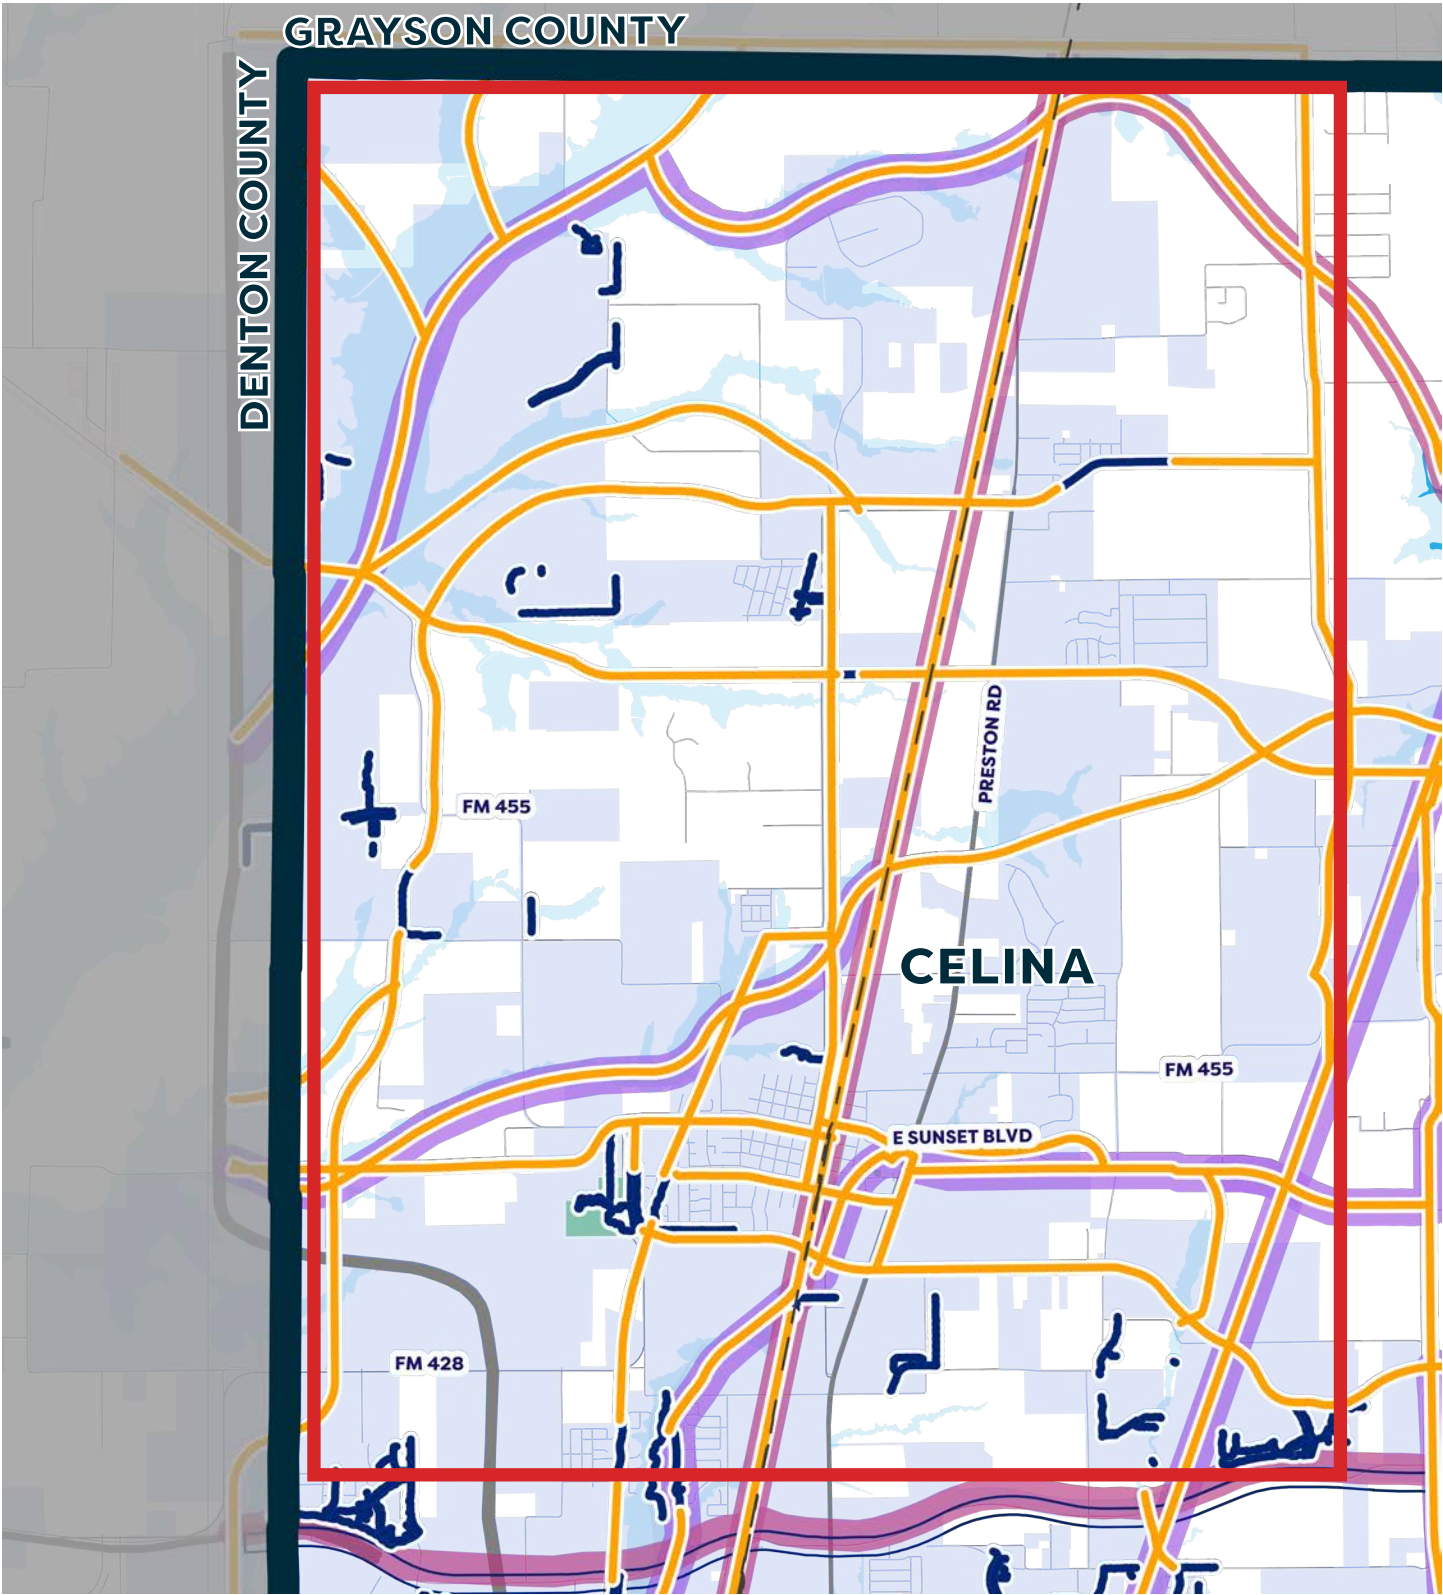 GRAYSON COUNTY
DENTON COUNTY
PRESTON RD
FM 455
CELINA
FM 455
E SUNSET BLVD
FM 428